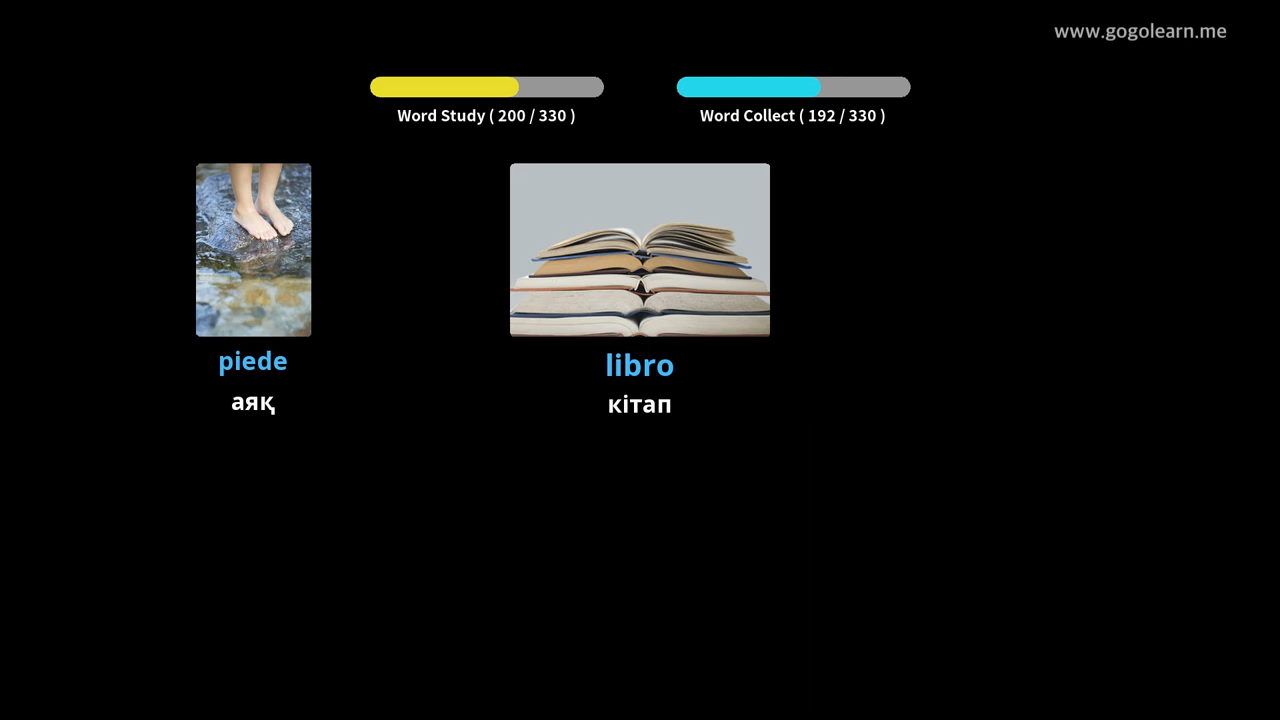 www.gogolearn.me
Word Study ( 200 / 330 )
Word Collect ( 192 / 330 )
piede
аяқ
libro
кітап